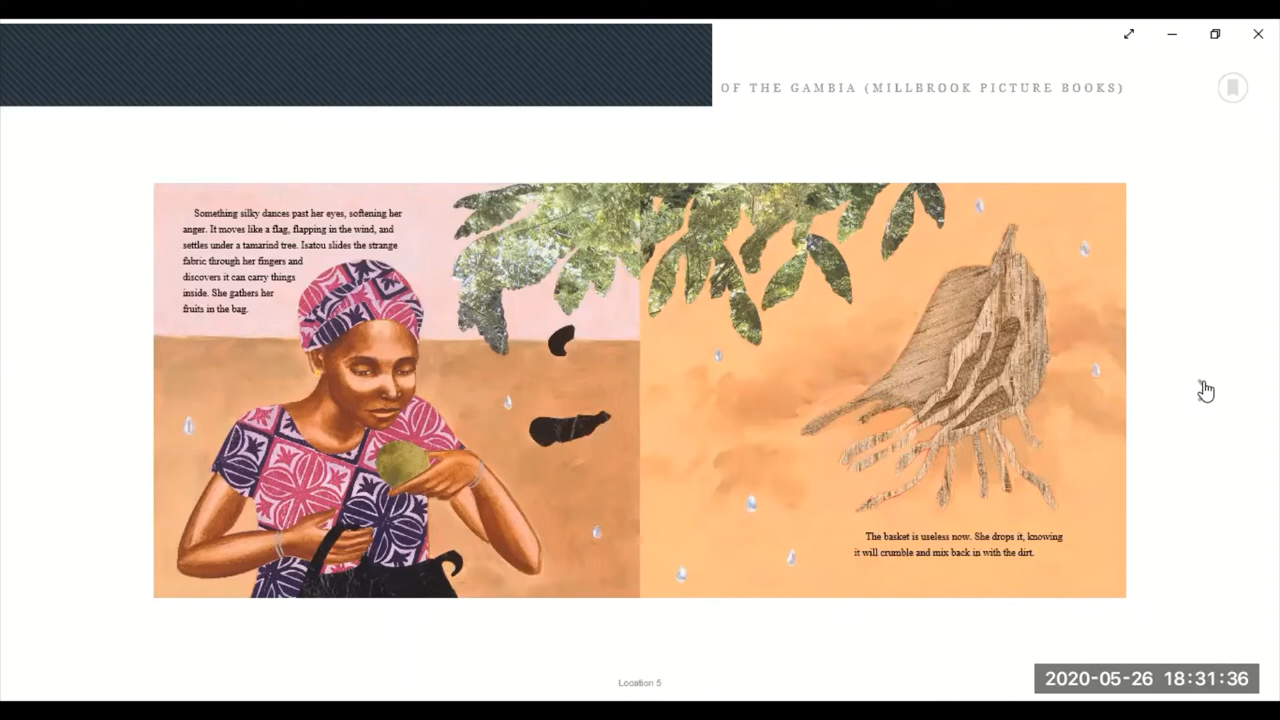 OF THE GAMBIA (MILLBROOK PICTURE BOOKS)
Something silky dances past her eyes, softening her
anger. It moves like a flag, flapping in the wind, and
settles under a tamarind tree. Isatou slides the strange
fabric through her fingers and
discovers it can carry things
inside. She gathers her
fruits in the bag.
The basket is useless now. She drops it, knowing
it will crumble and mix back in with the dirt.
Location 5
2020-05-26 18:31:36